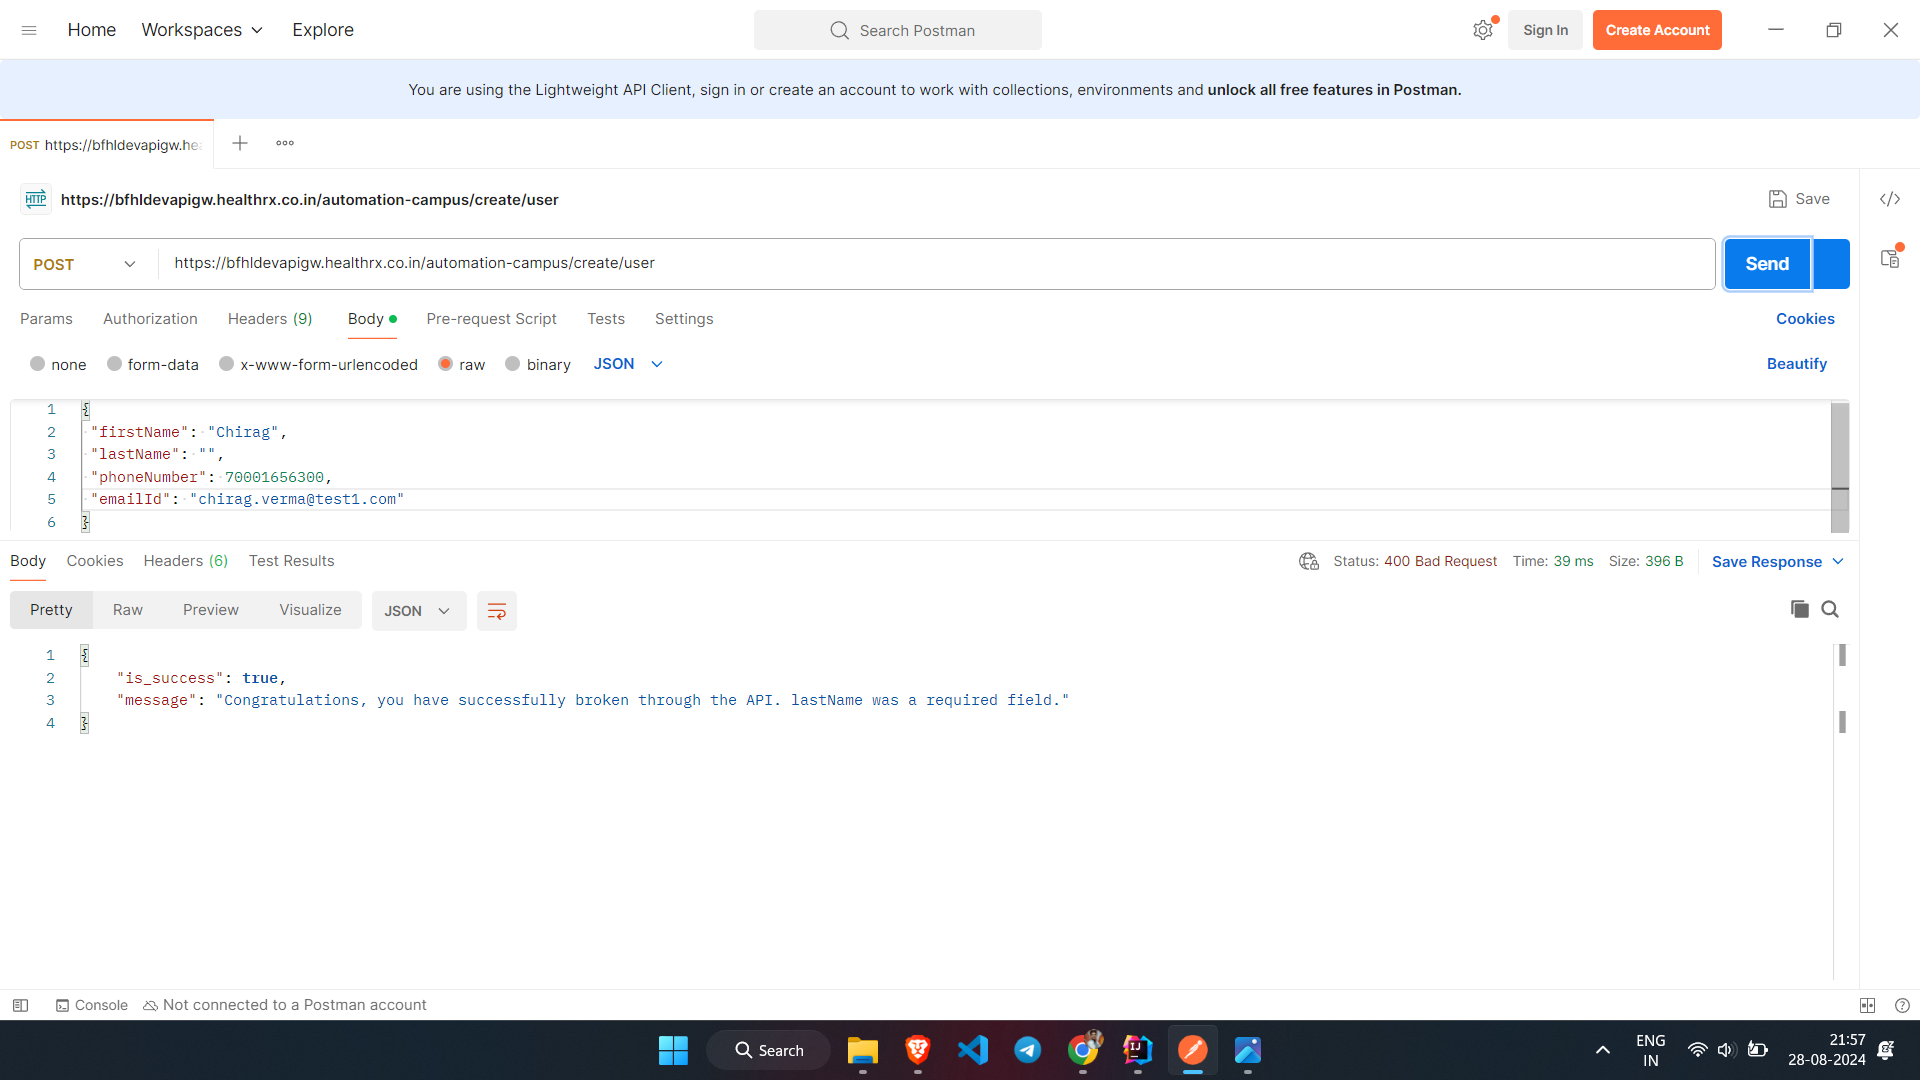 Home Workspaces Explore
Search Postman
Sign In Create Account
You are using the Lightweight API Client, sign in or create an account to work with collections, environments and unlock all free features in Postman.
POST https://bfhldevapigw.hea
HTTP https://bfhldevapigw.healthrx.co.in/automation-campus/create/user
Save
POST https://bfhldevapigw.healthrx.co.in/automation-campus/create/user
Send
Params Authorization Headers (9) Body Pre-request Script Tests Settings Cookies
none form-data x-www-form-urlencoded raw binary JSON Beautify
1 {
2 "firstName": "Chirag",
3 "lastName": "",
4 "phoneNumber": 70001656300,
5 "emailId": "chirag.verma@test1.com"
6 }
Body Cookies Headers (6) Test Results Status: 400 Bad Request Time: 39 ms Size: 396 B Save Response
Pretty Raw Preview Visualize JSON
1 {
2 "is_success": true,
3 "message": "Congratulations, you have successfully broken through the API. lastName was a required field."
4 }
Console Not connected to a Postman account
Search
ENG
IN
21:57
28-08-2024